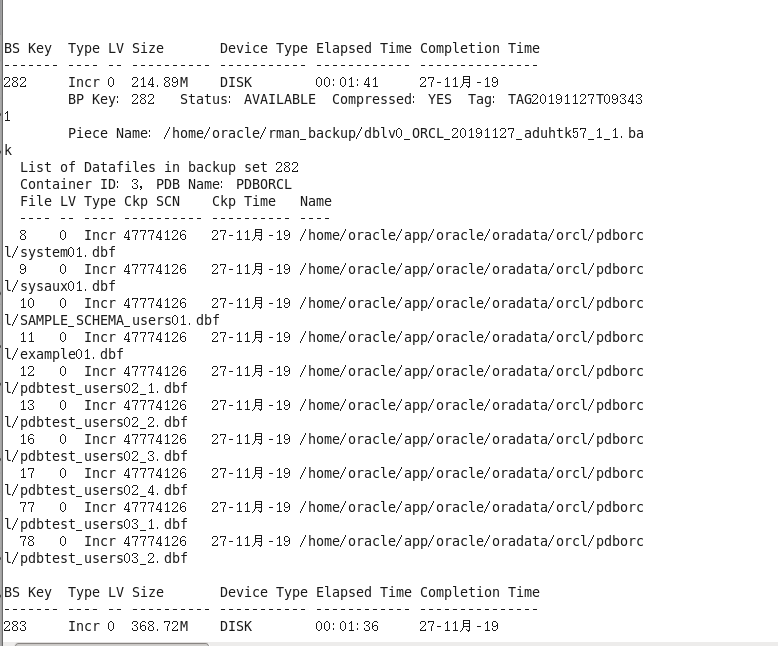 BS Key  Type LV Size       Device Type Elapsed Time Completion Time
------- ---- -- ---------- ----------- ------------ ---------------
282     Incr 0  214.89M    DISK        00:01:41     27-11月-19
        BP Key: 282   Status: AVAILABLE  Compressed: YES  Tag: TAG20191127T09343
1
        Piece Name: /home/oracle/rman_backup/dblv0_ORCL_20191127_aduhtk57_1_1.ba
k
  List of Datafiles in backup set 282
  Container ID: 3, PDB Name: PDBORCL
  File LV Type Ckp SCN    Ckp Time   Name
  ---- -- ---- ---------- ---------- ----
  8    0  Incr 47774126   27-11月-19 /home/oracle/app/oracle/oradata/orcl/pdborc
l/system01.dbf
  9    0  Incr 47774126   27-11月-19 /home/oracle/app/oracle/oradata/orcl/pdborc
l/sysaux01.dbf
  10   0  Incr 47774126   27-11月-19 /home/oracle/app/oracle/oradata/orcl/pdborc
l/SAMPLE_SCHEMA_users01.dbf
  11   0  Incr 47774126   27-11月-19 /home/oracle/app/oracle/oradata/orcl/pdborc
l/example01.dbf
  12   0  Incr 47774126   27-11月-19 /home/oracle/app/oracle/oradata/orcl/pdborc
l/pdbtest_users02_1.dbf
  13   0  Incr 47774126   27-11月-19 /home/oracle/app/oracle/oradata/orcl/pdborc
l/pdbtest_users02_2.dbf
  16   0  Incr 47774126   27-11月-19 /home/oracle/app/oracle/oradata/orcl/pdborc
l/pdbtest_users02_3.dbf
  17   0  Incr 47774126   27-11月-19 /home/oracle/app/oracle/oradata/orcl/pdborc
l/pdbtest_users02_4.dbf
  77   0  Incr 47774126   27-11月-19 /home/oracle/app/oracle/oradata/orcl/pdborc
l/pdbtest_users03_1.dbf
  78   0  Incr 47774126   27-11月-19 /home/oracle/app/oracle/oradata/orcl/pdborc
l/pdbtest_users03_2.dbf
BS Key  Type LV Size       Device Type Elapsed Time Completion Time
------- ---- -- ---------- ----------- ------------ ---------------
283     Incr 0  368.72M    DISK        00:01:36     27-11月-19